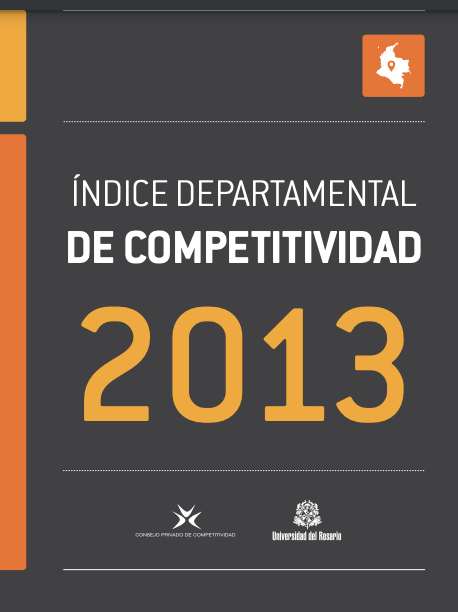 ÍNDICE DEPARTAMENTAL
DE COMPETITIVIDAD
2013
CONSEJO PRIVADO DE COMPETITIVIDAD
Universidad del Rosario